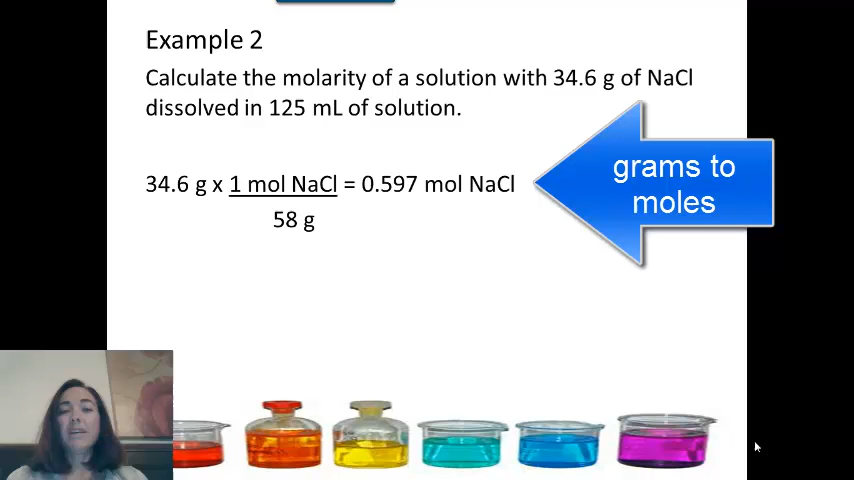 Example 2
Calculate the molarity of a solution with 34.6 g of NaCl
dissolved in 125 mL of solution.
34.6 g x 1 mol NaCl = 0.597 mol NaCl
58 g
grams to
moles